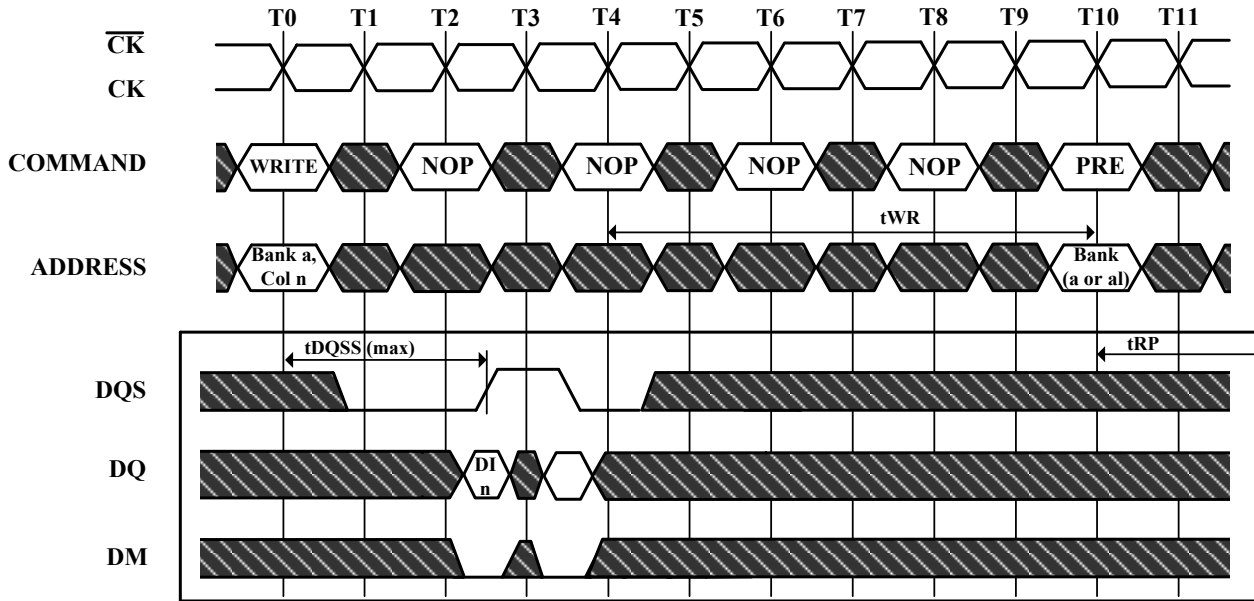 T0 T1 T2 T3 T4 T5 T6 T7 T8 T9 T10 T11
CK
CK
COMMAND WRITE NOP NOP NOP NOP PRE
tWR
ADDRESS Bank a, Col n Bank (a or al)
tDQSS (max) tRP
DQS
DQ DI n
DM